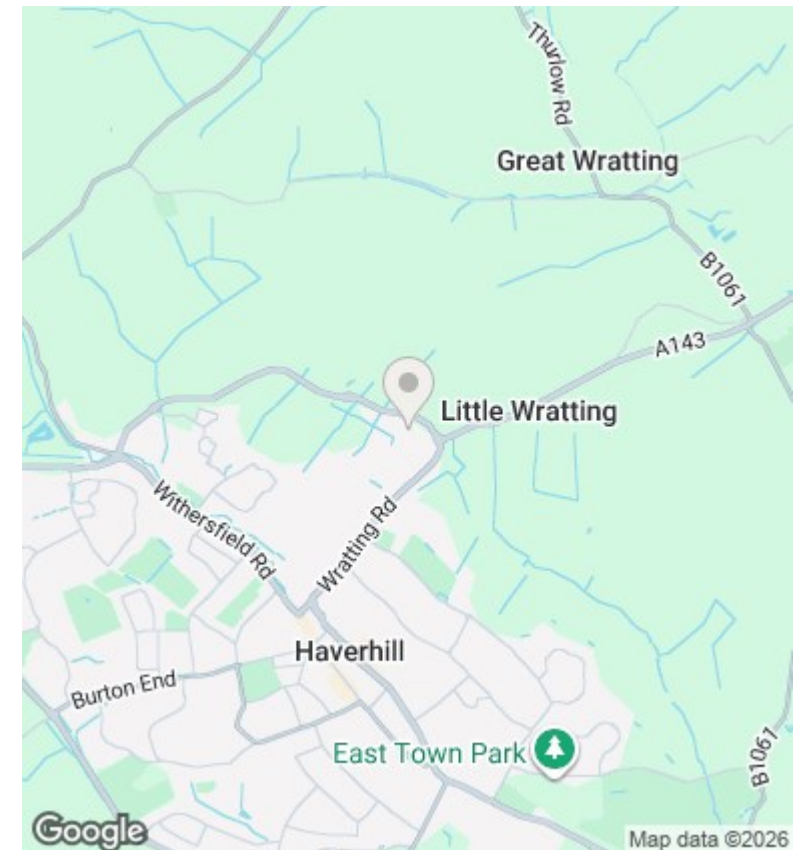 Thurlow Rd
Great Wratting
B1061
A143
Little Wratting
Withersfield Rd
Wratting Rd
Haverhill
Burton End
East Town Park
B1061
Google
Map data ©2026